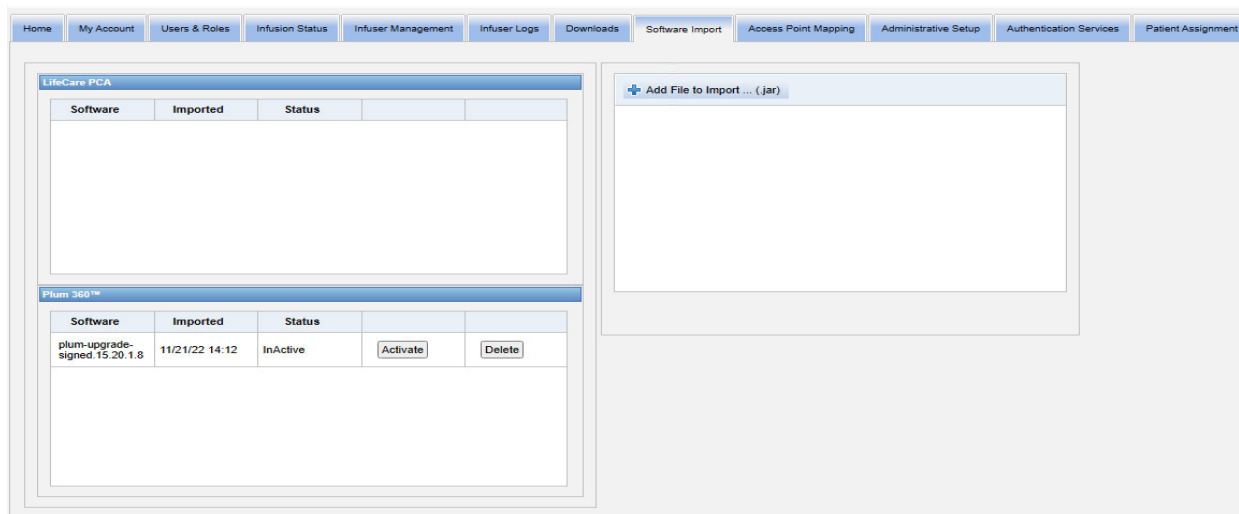 Home My Account Users & Roles Infusion Status Infuser Management Infuser Logs Downloads Software Import Access Point Mapping Administrative Setup Authentication Services Patient Assignment
LifeCare PCA
Software Imported Status
Plum 360™
Software Imported Status
plum-upgrade-
signed.15.20.1.8 11/21/22 14:12 InActive Activate Delete
Add File to Import ... (.jar)